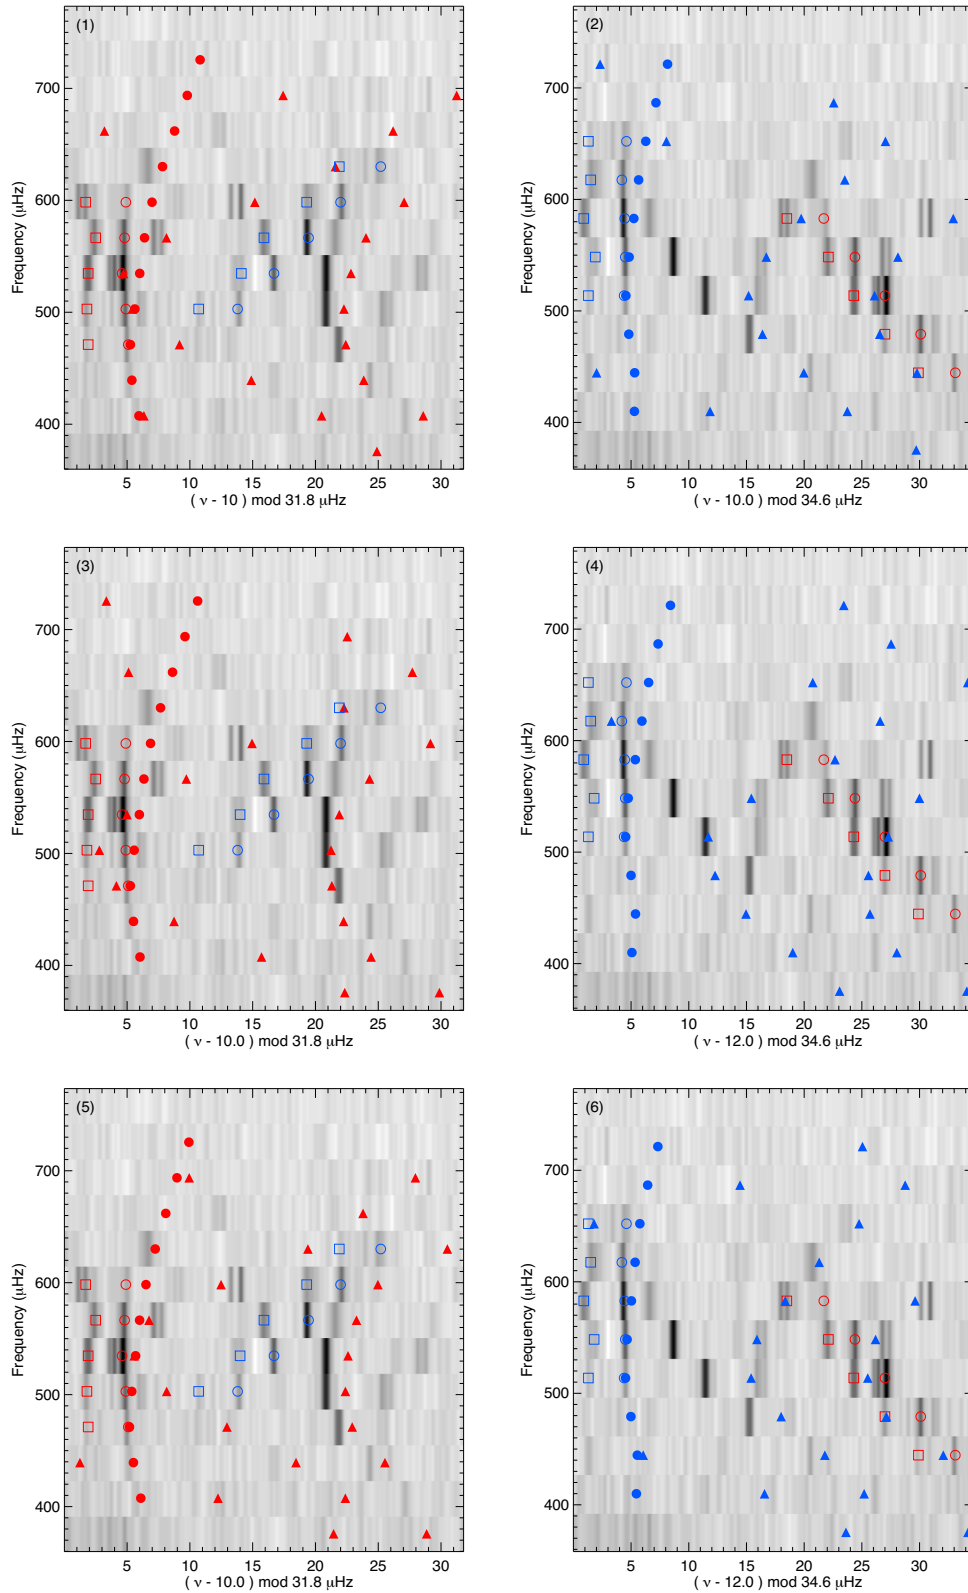 (1)
700
600
500
400
Frequency (μHz)
5 10 15 20 25 30
( ν - 10 ) mod 31.8 μHz
(2)
700
600
500
400
Frequency (μHz)
5 10 15 20 25 30
( ν - 10.0 ) mod 34.6 μHz
(3)
700
600
500
400
Frequency (μHz)
5 10 15 20 25 30
( ν - 10.0 ) mod 31.8 μHz
(4)
700
600
500
400
Frequency (μHz)
5 10 15 20 25 30
( ν - 12.0 ) mod 34.6 μHz
(5)
700
600
500
400
Frequency (μHz)
5 10 15 20 25 30
( ν - 10.0 ) mod 31.8 μHz
(6)
700
600
500
400
Frequency (μHz)
5 10 15 20 25 30
( ν - 12.0 ) mod 34.6 μHz